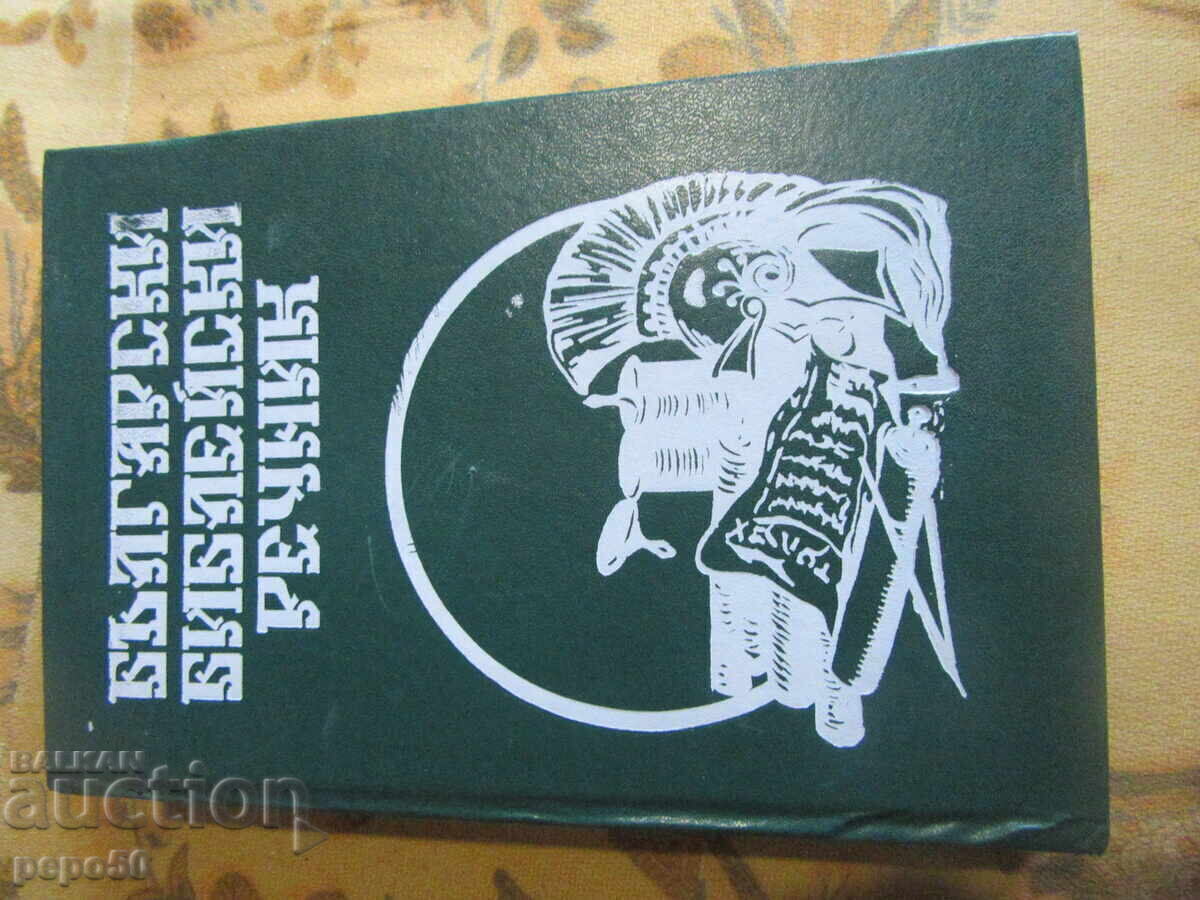 БЪЛГАРСКИ
БИБЛЕЙСКИ
РЕЧНИК
BALKAN
auction
pepo50